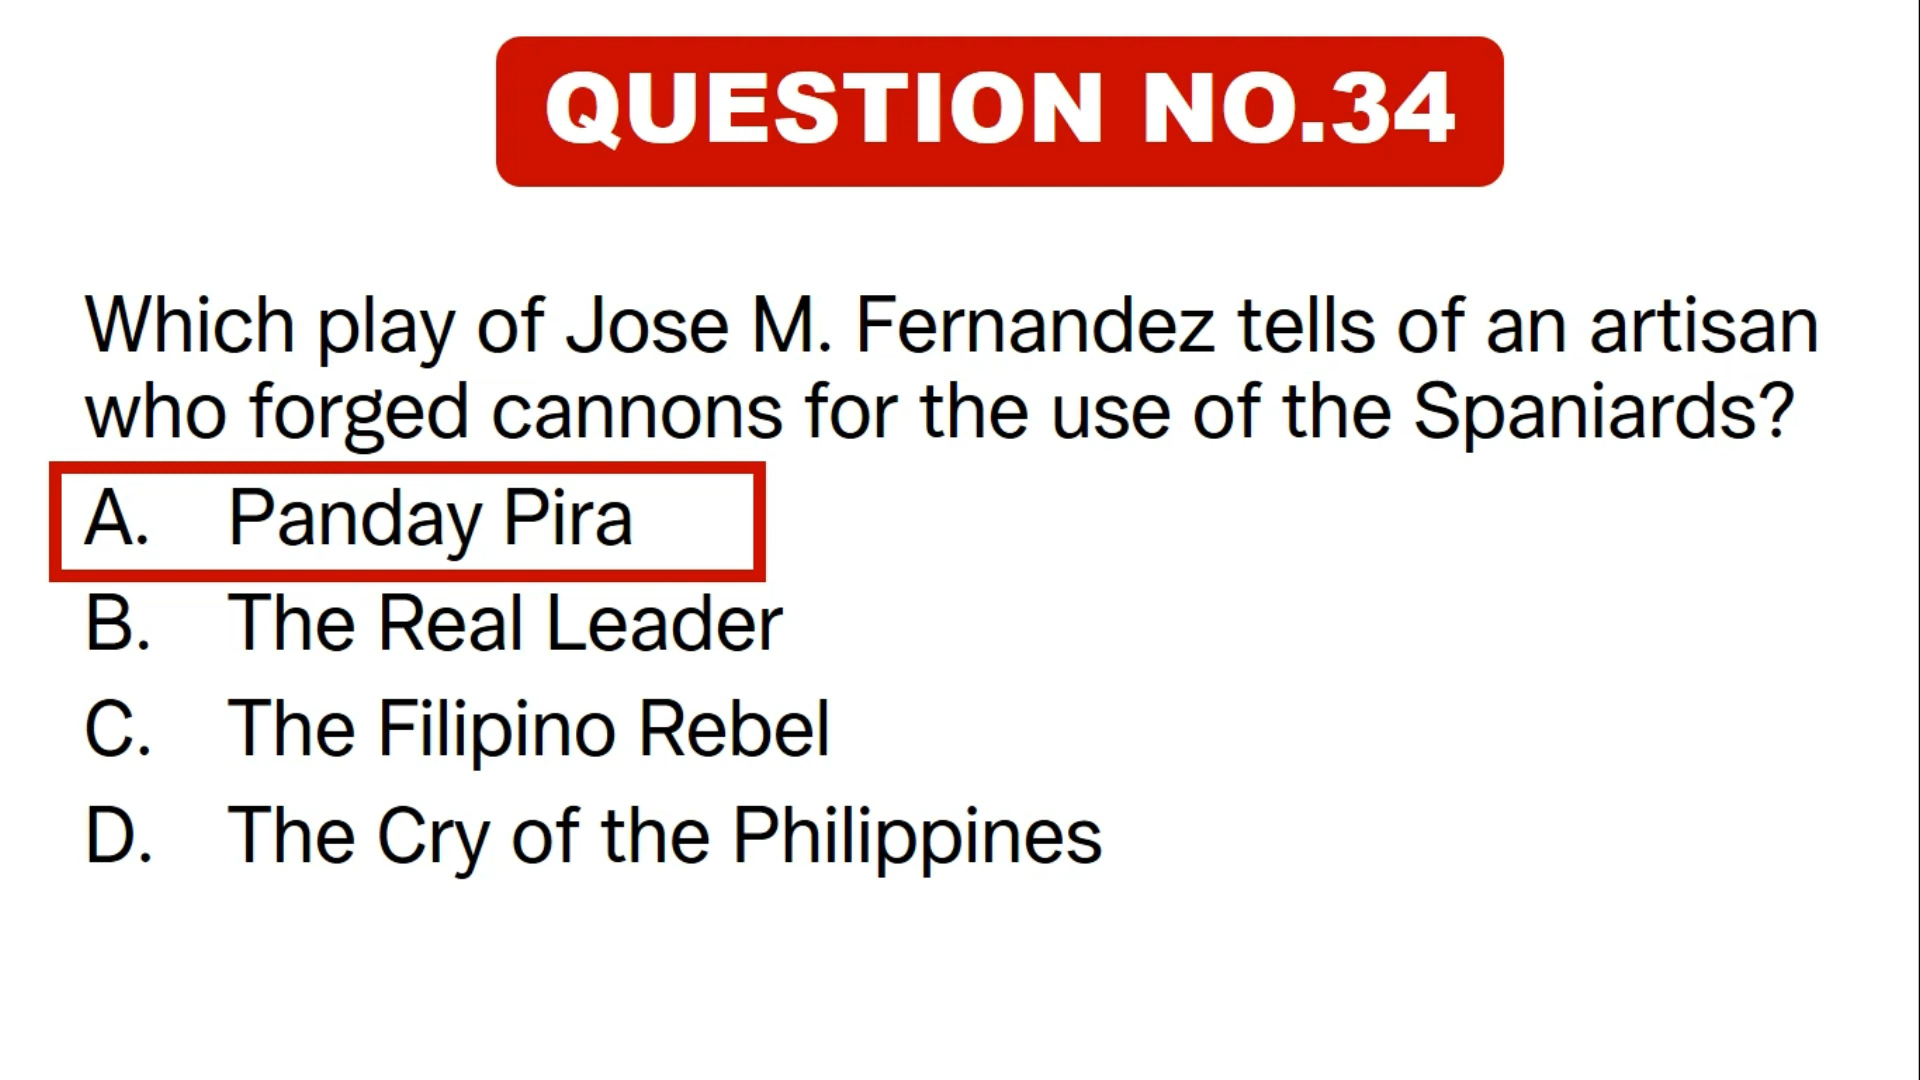 QUESTION NO.34
Which play of Jose M. Fernandez tells of an artisan
who forged cannons for the use of the Spaniards?
A. Panday Pira
B. The Real Leader
C. The Filipino Rebel
D. The Cry of the Philippines